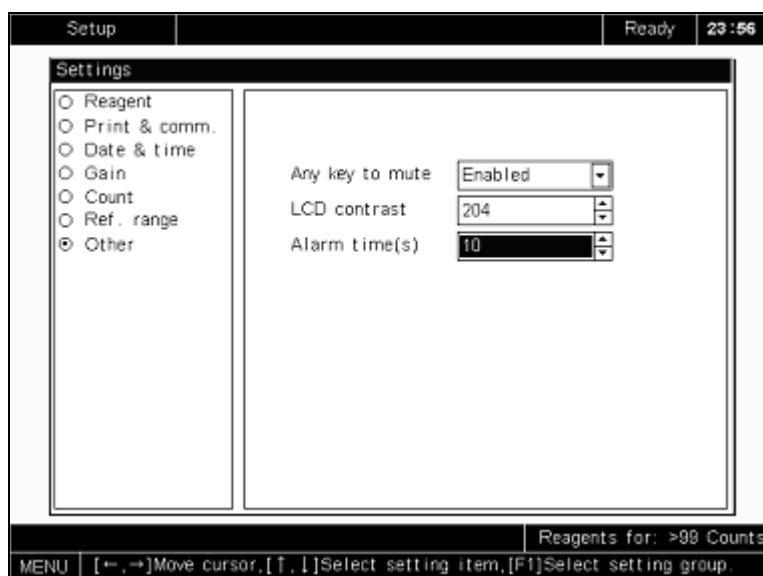 Setup
Ready
23:56
Settings
Reagent
Print & comm.
Date & time
Gain
Count
Ref. range
Other
Any key to mute
Enabled
LCD contrast
204
Alarm time(s)
10
Reagents for: >99 Counts
MENU
[←,→]Move cursor,[↑,↓]Select setting item,[F1]Select setting group.